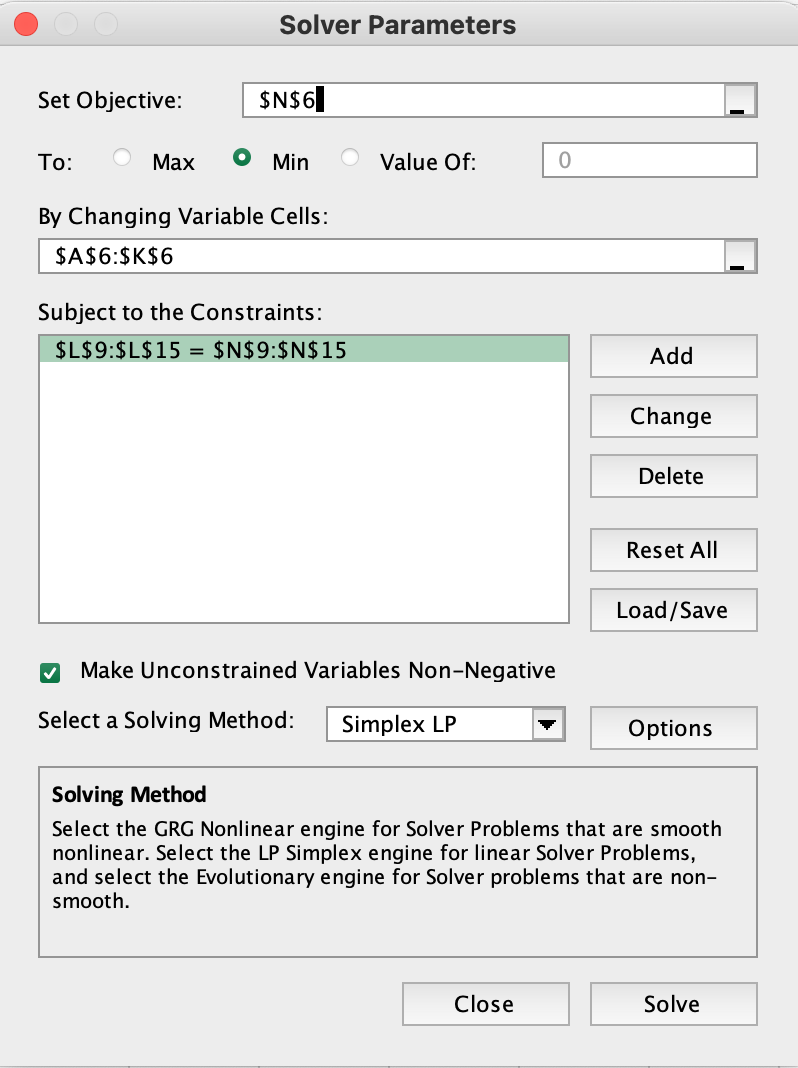 Solver Parameters
Set Objective: $N$6
To: Max Min Value Of: 0
By Changing Variable Cells:
$A$6:$K$6
Subject to the Constraints:
$L$9:$L$15 = $N$9:$N$15
Add
Change
Delete
Reset All
Load/Save
Make Unconstrained Variables Non-Negative
Select a Solving Method: Simplex LP Options
Solving Method
Select the GRG Nonlinear engine for Solver Problems that are smooth
nonlinear. Select the LP Simplex engine for linear Solver Problems,
and select the Evolutionary engine for Solver problems that are non-
smooth.
Close Solve